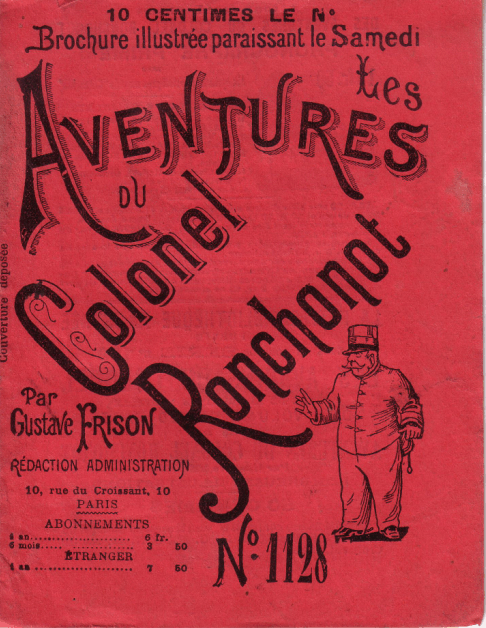 10 CENTIMES LE No
Brochure illustrée paraissant le Samedi
Les
AVENTURES
DU
Colonel
Ronchonot
Couverture déposée
Par
Gustave FRISON
RÉDACTION ADMINISTRATION
10, rue du Croissant, 10
PARIS
ABONNEMENTS
1 an........................ 6 fr.
6 mois..... ............... 3 50
ÉTRANGER
1 an ........................ 7 50
No. 1128